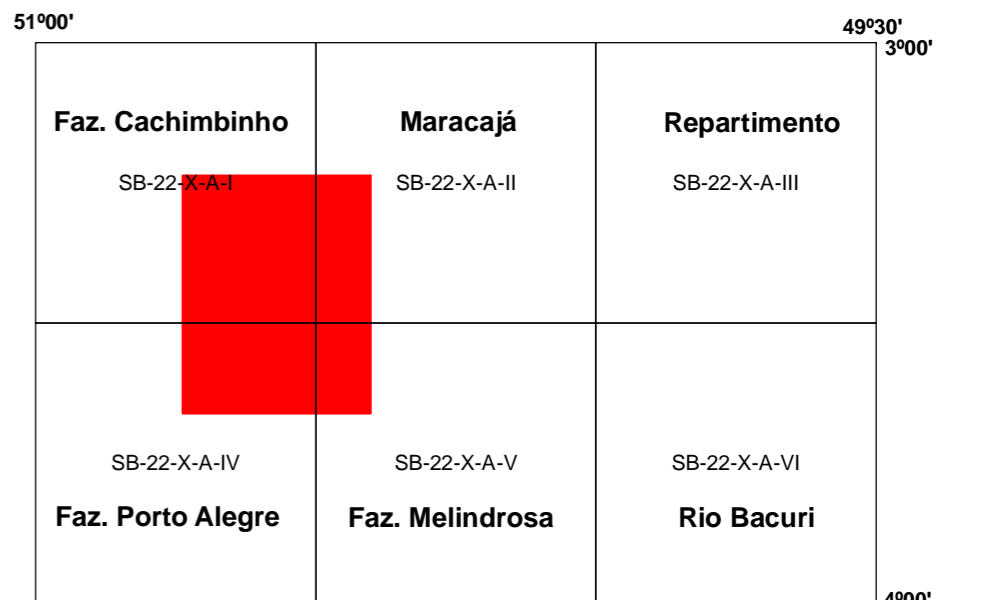 51º00'
49º30'
3º00'
Faz. Cachimbinho
Maracajá
Repartimento
SB-22-X-A-I
SB-22-X-A-II
SB-22-X-A-III
SB-22-X-A-IV
SB-22-X-A-V
SB-22-X-A-VI
Faz. Porto Alegre
Faz. Melindrosa
Rio Bacuri
4º00'